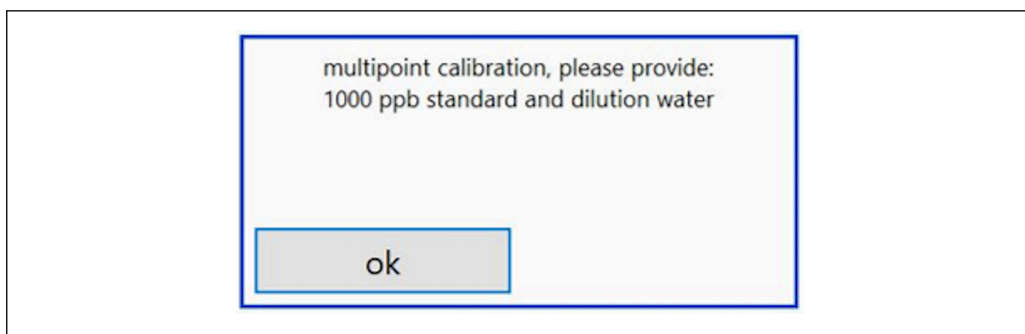 multipoint calibration, please provide:
1000 ppb standard and dilution water
ok